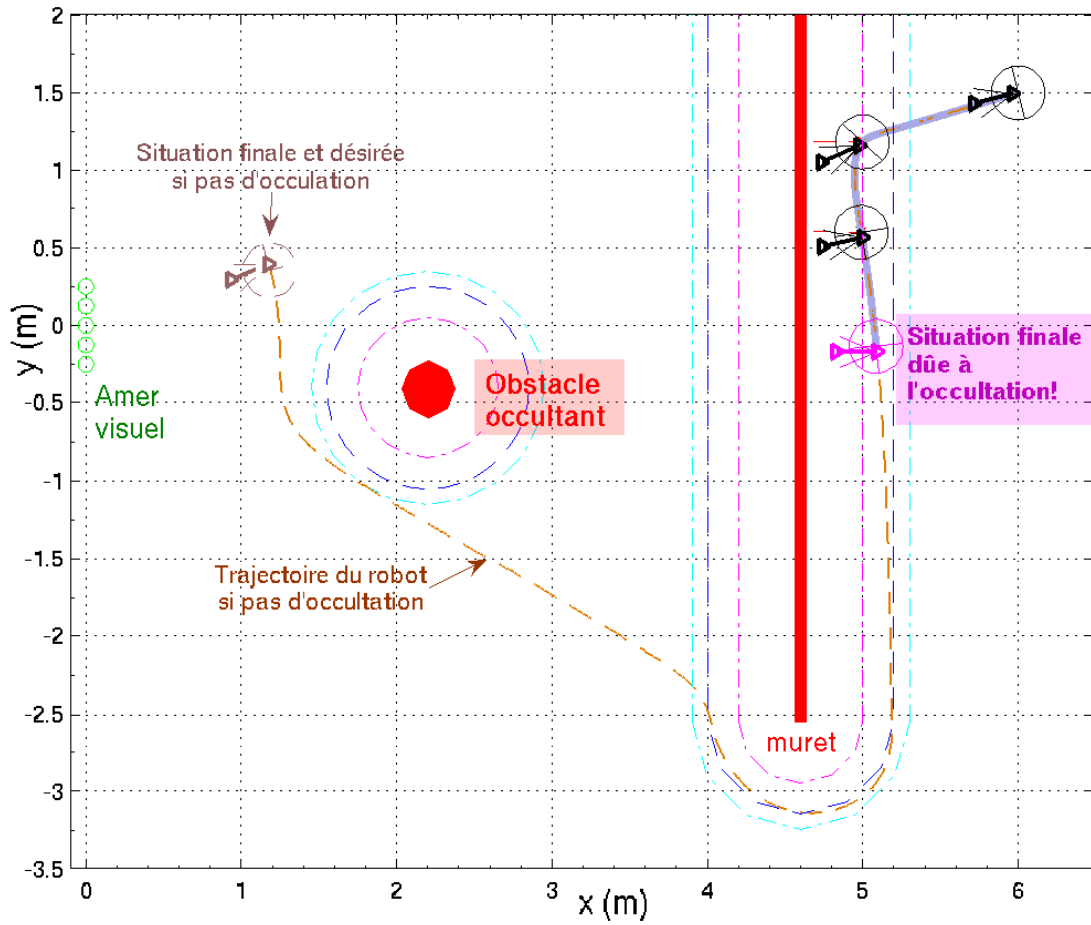 2
1.5
1
0.5
0
-0.5
-1
-1.5
-2
-2.5
-3
-3.5
y (m)
Situation finale et désirée
si pas d'occulation
Amer
visuel
Obstacle
occultant
Situation finale
dûe à
l'occultation!
Trajectoire du robot
si pas d'occultation
muret
0
1
2
3
4
5
6
x (m)